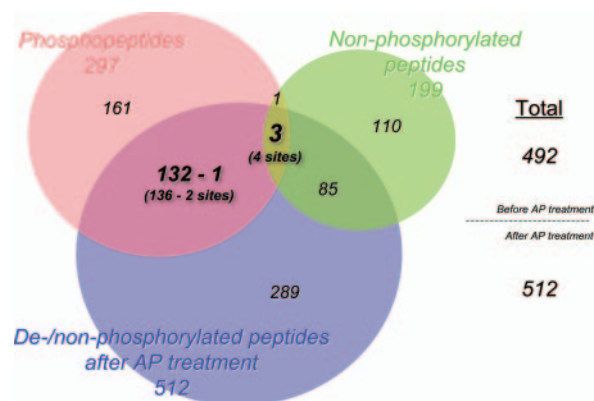 Phosphopeptides
297
Non-phosphorylated
peptides
199
161
1
3
(4 sites)
110
132 - 1
(136 - 2 sites)
85
289
De-/non-phosphorylated peptides
after AP treatment
512
Total
492
Before AP treatment
After AP treatment
512